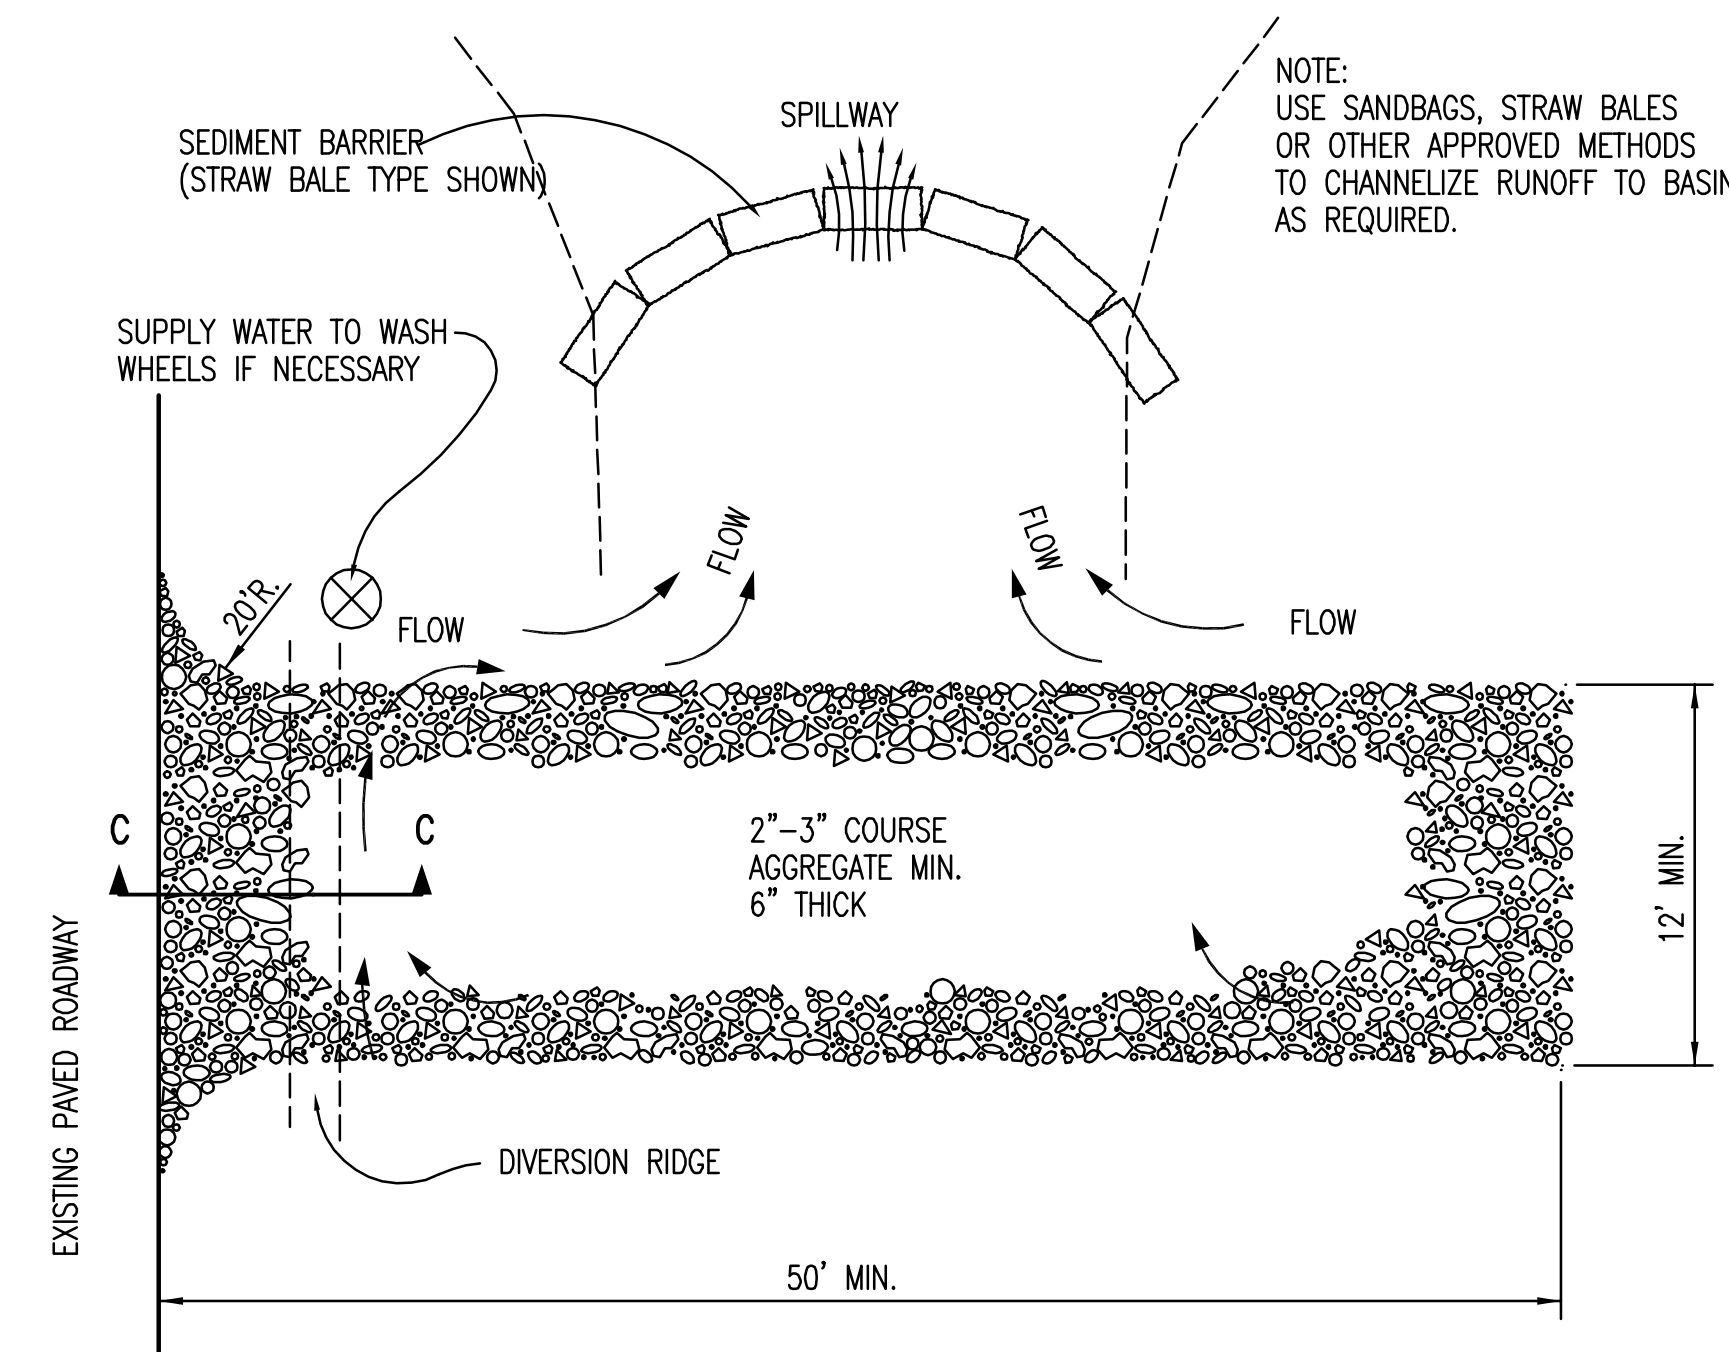 SPILLWAY
NOTE:
USE SANDBAGS, STRAW BALES
OR OTHER APPROVED METHODS
TO CHANNELIZE RUNOFF TO BASIN
AS REQUIRED.
SEDIMENT BARRIER
(STRAW BALE TYPE SHOWN)
SUPPLY WATER TO WASH
WHEELS IF NECESSARY
FLOW
FLOW
20'R.
FLOW
FLOW
C
C
2"-3" COURSE
AGGREGATE MIN.
6" THICK
12' MIN.
EXISTING PAVED ROADWAY
DIVERSION RIDGE
50' MIN.